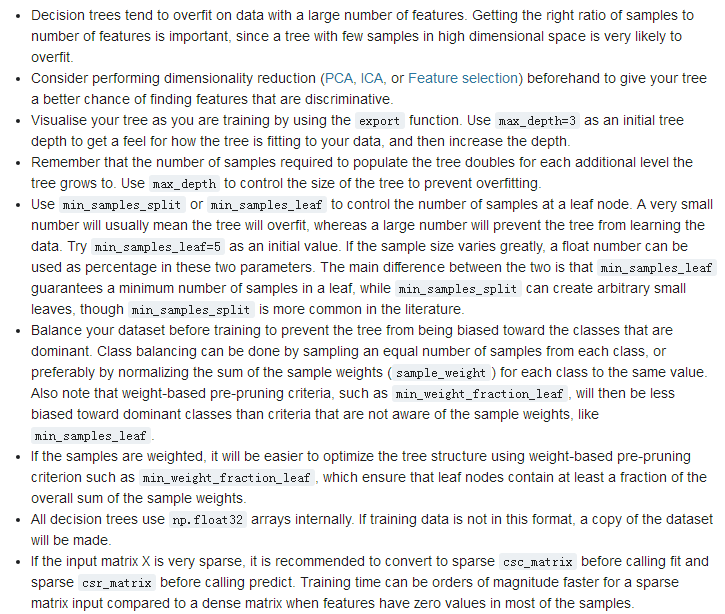 • Decision trees tend to overfit on data with a large number of features. Getting the right ratio of samples to
number of features is important, since a tree with few samples in high dimensional space is very likely to
overfit.
• Consider performing dimensionality reduction (PCA, ICA, or Feature selection) beforehand to give your tree
a better chance of finding features that are discriminative.
• Visualise your tree as you are training by using the export function. Use max_depth=3 as an initial tree
depth to get a feel for how the tree is fitting to your data, and then increase the depth.
• Remember that the number of samples required to populate the tree doubles for each additional level the
tree grows to. Use max_depth to control the size of the tree to prevent overfitting.
• Use min_samples_split or min_samples_leaf to control the number of samples at a leaf node. A very small
number will usually mean the tree will overfit, whereas a large number will prevent the tree from learning the
data. Try min_samples_leaf=5 as an initial value. If the sample size varies greatly, a float number can be
used as percentage in these two parameters. The main difference between the two is that min_samples_leaf
guarantees a minimum number of samples in a leaf, while min_samples_split can create arbitrary small
leaves, though min_samples_split is more common in the literature.
• Balance your dataset before training to prevent the tree from being biased toward the classes that are
dominant. Class balancing can be done by sampling an equal number of samples from each class, or
preferably by normalizing the sum of the sample weights ( sample_weight ) for each class to the same value.
Also note that weight-based pre-pruning criteria, such as min_weight_fraction_leaf , will then be less
biased toward dominant classes than criteria that are not aware of the sample weights, like
min_samples_leaf .
• If the samples are weighted, it will be easier to optimize the tree structure using weight-based pre-pruning
criterion such as min_weight_fraction_leaf , which ensure that leaf nodes contain at least a fraction of the
overall sum of the sample weights.
• All decision trees use np.float32 arrays internally. If training data is not in this format, a copy of the dataset
will be made.
• If the input matrix X is very sparse, it is recommended to convert to sparse csc_matrix before calling fit and
sparse csr_matrix before calling predict. Training time can be orders of magnitude faster for a sparse
matrix input compared to a dense matrix when features have zero values in most of the samples.